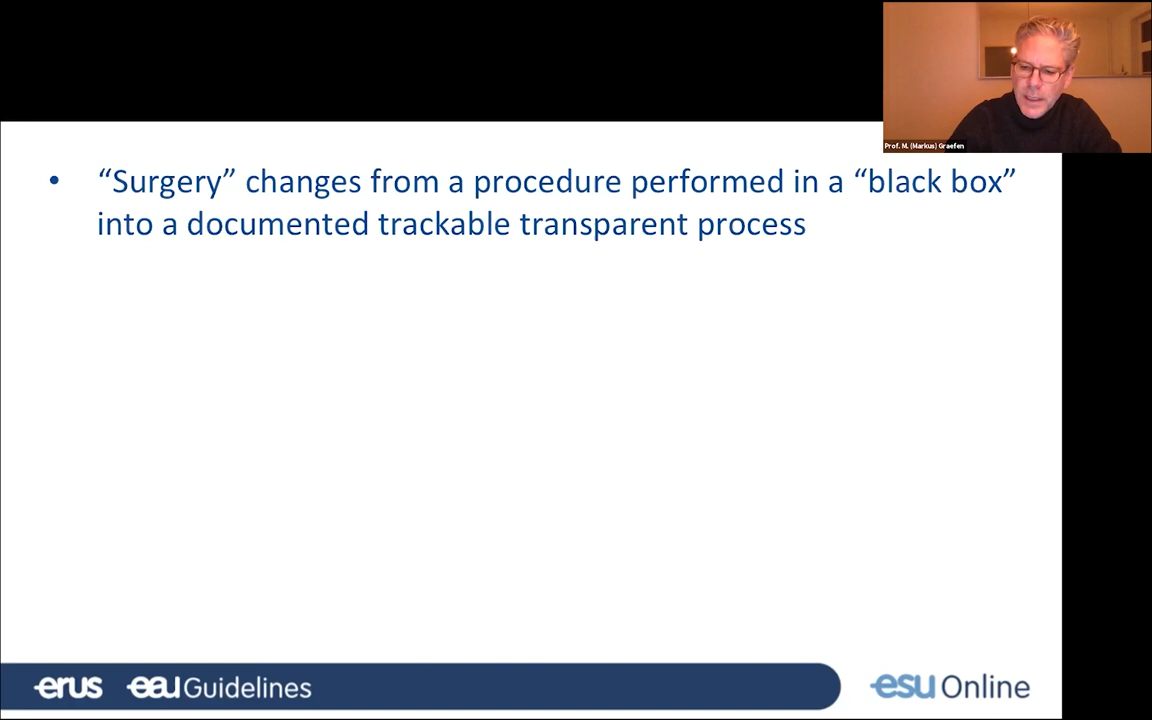 Prof. M. (Markus) Graefen
• “Surgery” changes from a procedure performed in a “black box”
into a documented trackable transparent process
erus eau Guidelines esu Online